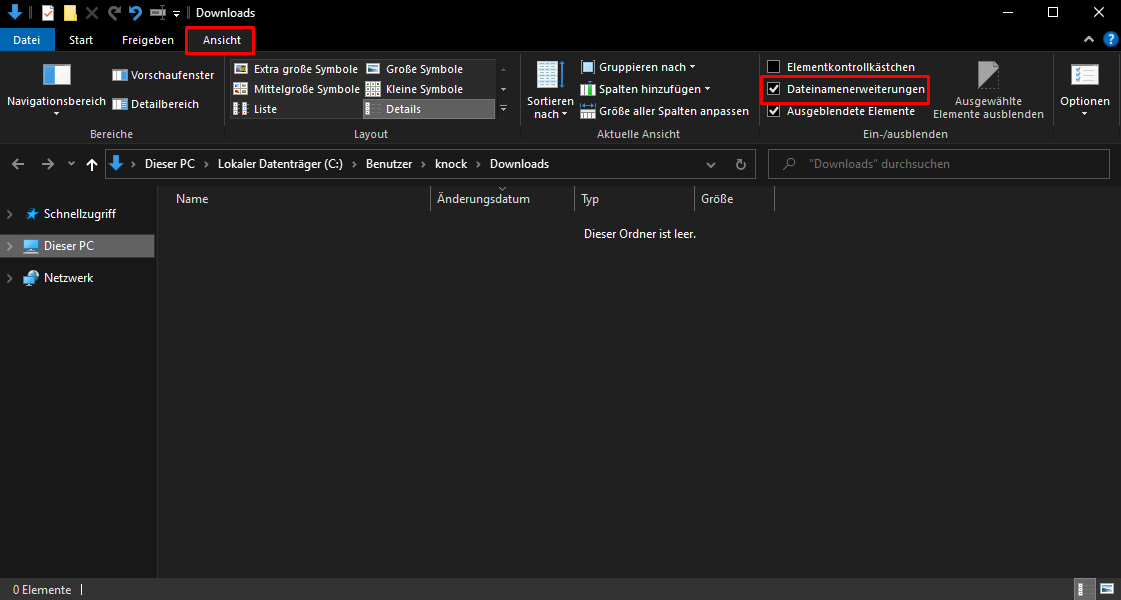 Downloads
Datei
Start
Freigeben
Ansicht
Navigationsbereich
Vorschaufenster
Detailbereich
Bereiche
Extra große Symbole
Große Symbole
Mittelgroße Symbole
Kleine Symbole
Liste
Details
Layout
Sortieren
nach
Gruppieren nach
Spalten hinzufügen
Größe aller Spalten anpassen
Aktuelle Ansicht
Elementkontrollkästchen
Dateinamenerweiterungen
Ausgeblendete Elemente
Ausgewählte
Elemente ausblenden
Ein-/ausblenden
Optionen
Dieser PC > Lokaler Datenträger (C:) > Benutzer > knock > Downloads
"Downloads" durchsuchen
Schnellzugriff
Dieser PC
Netzwerk
Name
Änderungsdatum
Typ
Größe
Dieser Ordner ist leer.
0 Elemente